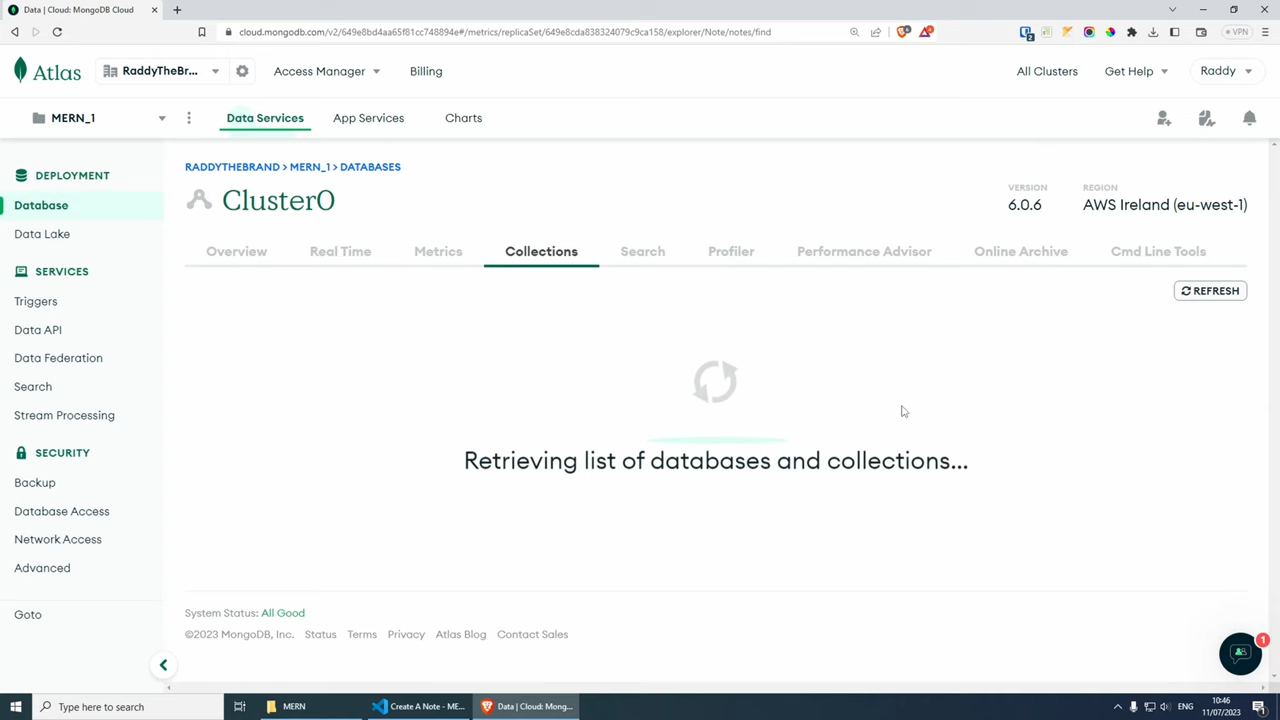 Data | Cloud: MongoDB Cloud
cloud.mongodb.com/v2/649e8bd4aa65f81cc748894e#/metrics/replicaSet/649e8cda838324079c9ca158/explorer/Note/notes/find
VPN
Atlas
RaddyTheBr...
Access Manager
Billing
All Clusters
Get Help
Raddy
MERN_1
Data Services
App Services
Charts
DEPLOYMENT
Database
Data Lake
SERVICES
Triggers
Data API
Data Federation
Search
Stream Processing
SECURITY
Backup
Database Access
Network Access
Advanced
Goto
RADDYTHEBRAND > MERN_1 > DATABASES
Cluster0
VERSION
6.0.6
REGION
AWS Ireland (eu-west-1)
Overview
Real Time
Metrics
Collections
Search
Profiler
Performance Advisor
Online Archive
Cmd Line Tools
REFRESH
Retrieving list of databases and collections...
System Status: All Good
©2023 MongoDB, Inc.
Status
Terms
Privacy
Atlas Blog
Contact Sales
1
Type here to search
MERN
Create A Note - ME...
Data | Cloud: Mong...
ENG
10:46
11/07/2023